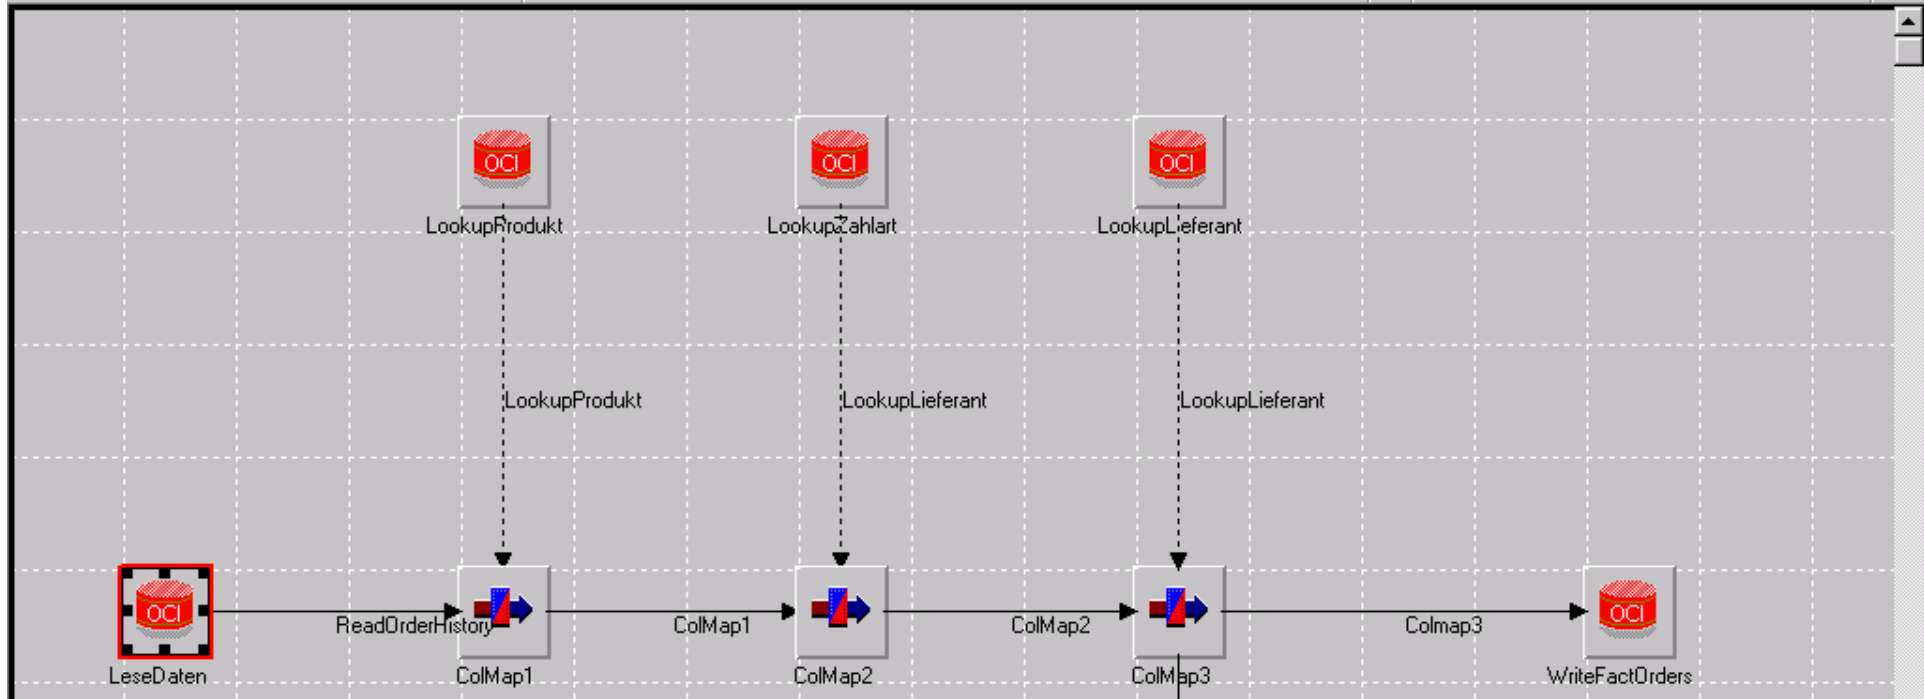 OCI
OCI
OCI
LookupProdukt
LookupZahlart
LookupLieferant
LookupProdukt
LookupLieferant
LookupLieferant
OCI
OCI
ReadOrderHistory
ColMap1
ColMap2
Colmap3
LeseDaten
ColMap1
ColMap2
ColMap3
WriteFactOrders